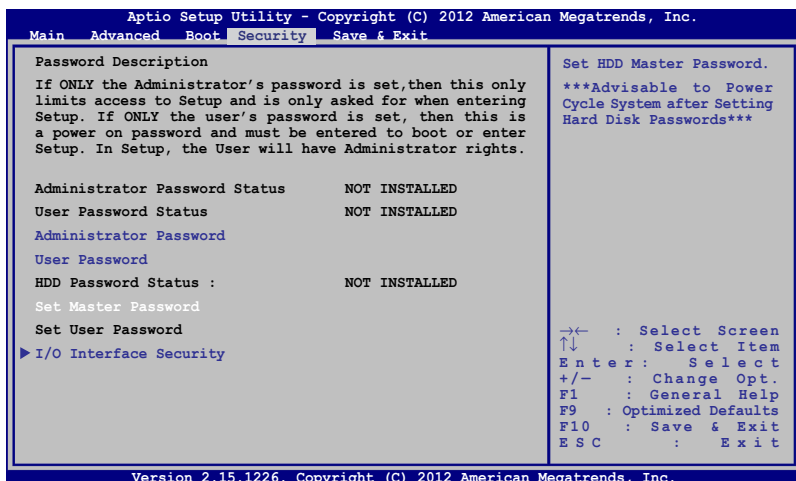 Aptio Setup Utility - Copyright (C) 2012 American Megatrends, Inc.
Main Advanced Boot Security Save & Exit
Password Description
If ONLY the Administrator's password is set,then this only
limits access to Setup and is only asked for when entering
Setup. If ONLY the user's password is set, then this is
a power on password and must be entered to boot or enter
Setup. In Setup, the User will have Administrator rights.
Administrator Password Status NOT INSTALLED
User Password Status NOT INSTALLED
Administrator Password
User Password
HDD Password Status : NOT INSTALLED
Set Master Password
Set User Password
I/O Interface Security
Set HDD Master Password.
***Advisable to Power
Cycle System after Setting
Hard Disk Passwords***
→← : Select Screen
↑↓ : Select Item
Enter: Select
+/— : Change Opt.
F1 : General Help
F9 : Optimized Defaults
F10 : Save & Exit
ESC : Exit
Version 2.15.1226. Copyright (C) 2012 American Megatrends, Inc.